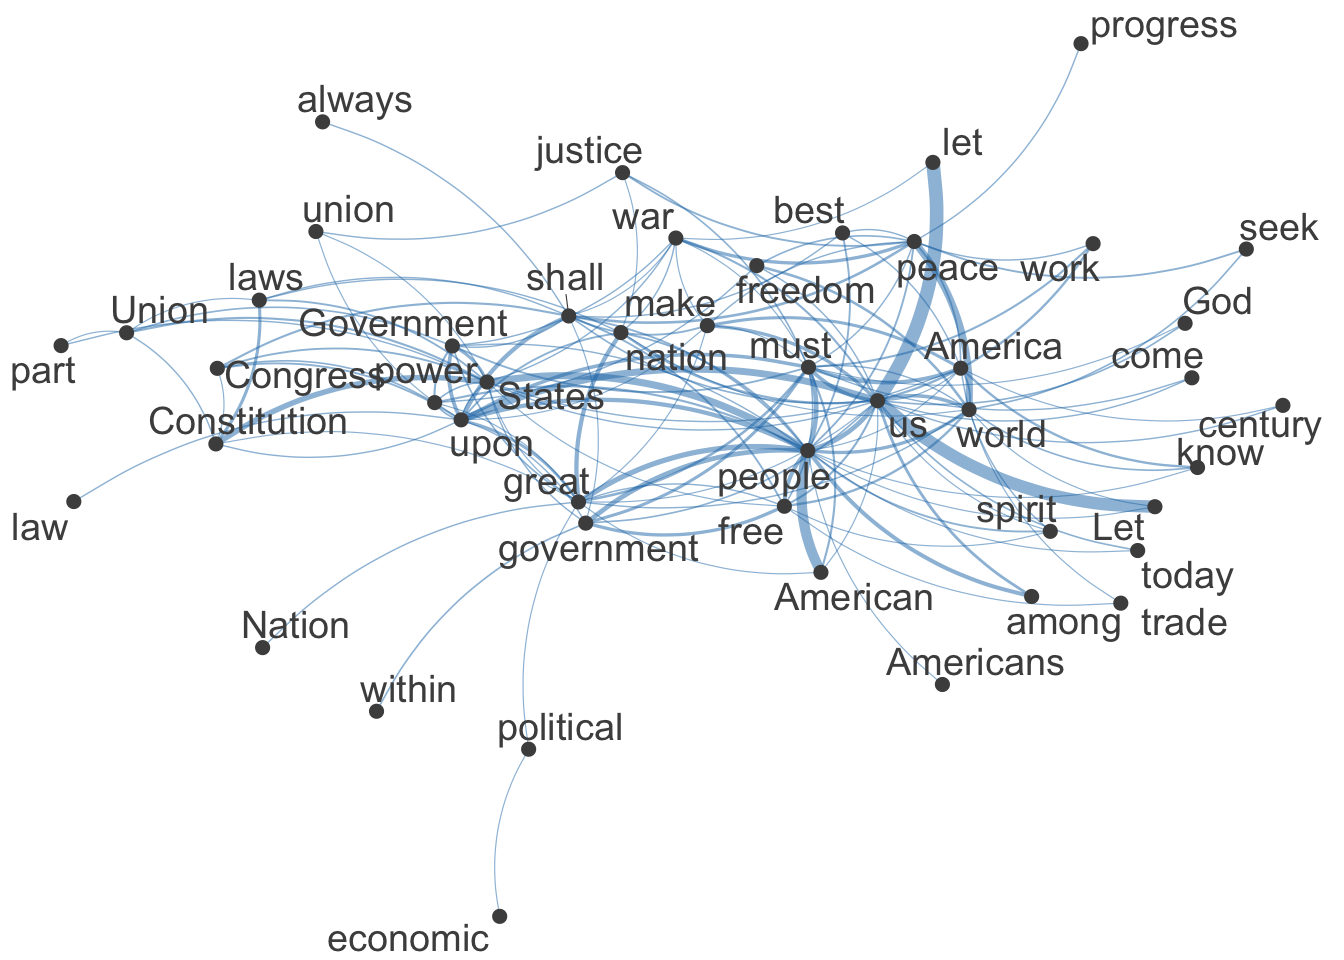 progress
always
let
justice
best
union
war
seek
peace
work
laws
shall
freedom
God
Union
make
Government
must
America
nation
come
part
Congress
power
States
century
Constitution
us
world
upon
know
people
great
spirit
law
free
Let
government
today
American
among
trade
Nation
Americans
within
political
economic